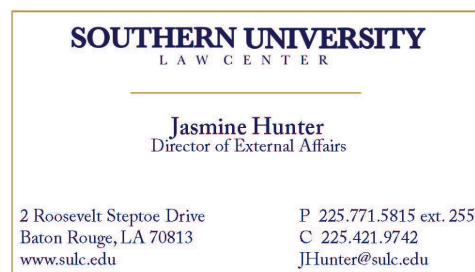 SOUTHERN UNIVERSITY
LAW CENTER
Jasmine Hunter
Director of External Affairs
2 Roosevelt Steptoe Drive
Baton Rouge, LA 70813
www.sulc.edu
P 225.771.5815 ext. 255
C 225.421.9742
JHunter@sulc.edu